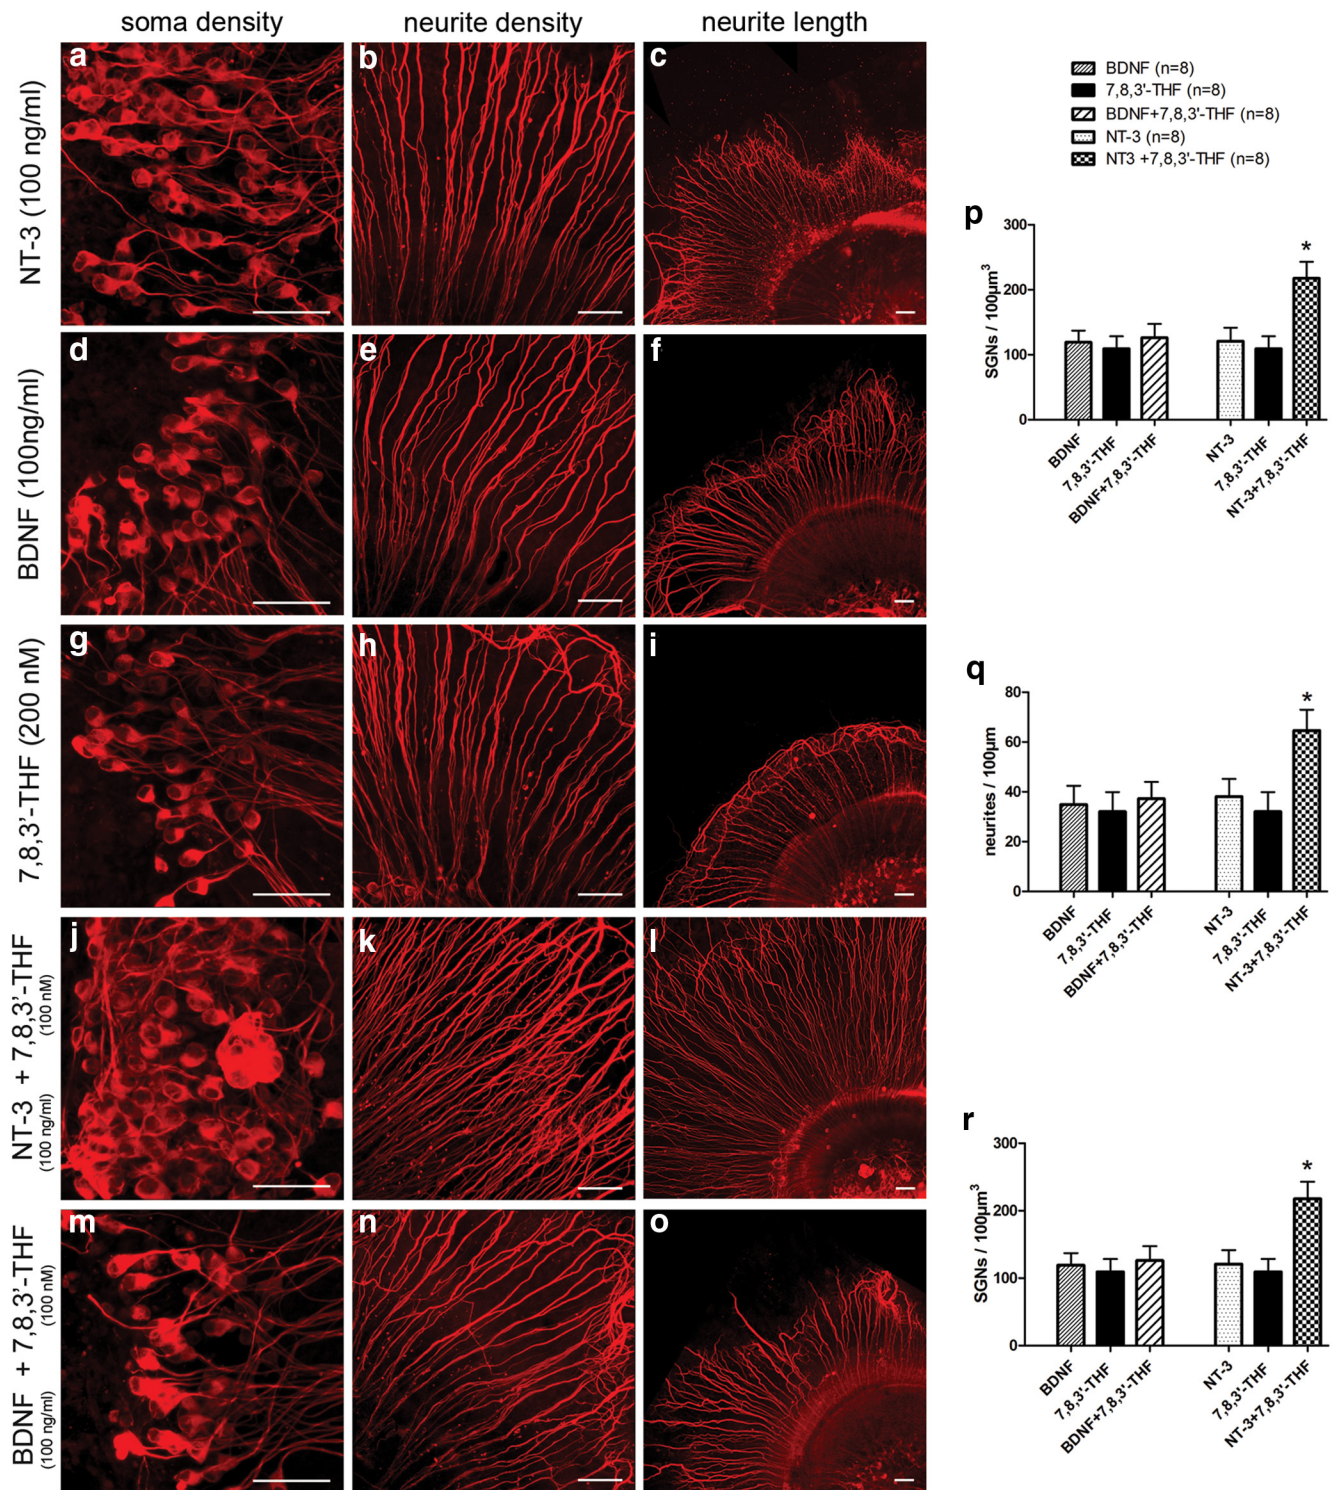 soma density
neurite density
neurite length
NT-3 (100 ng/ml)
a
b
c
BDNF (100ng/ml)
d
e
f
7,8,3'-THF (200 nM)
g
h
i
NT-3 + 7,8,3'-THF
(100 ng/ml) (100 nM)
j
k
l
BDNF + 7,8,3'-THF
(100 ng/ml) (100 nM)
m
n
o
BDNF (n=8)
7,8,3'-THF (n=8)
BDNF+7,8,3'-THF (n=8)
NT-3 (n=8)
NT3 +7,8,3'-THF (n=8)
p
SGNs / 100µm³
300
200
100
0
*
BDNF
7,8,3'-THF
BDNF+7,8,3'-THF
NT-3
7,8,3'-THF
NT-3+7,8,3'-THF
q
neurites / 100µm
80
60
40
20
0
*
BDNF
7,8,3'-THF
BDNF+7,8,3'-THF
NT-3
7,8,3'-THF
NT-3+7,8,3'-THF
r
SGNs / 100µm³
300
200
100
0
*
BDNF
7,8,3'-THF
BDNF+7,8,3'-THF
NT-3
7,8,3'-THF
NT-3+7,8,3'-THF